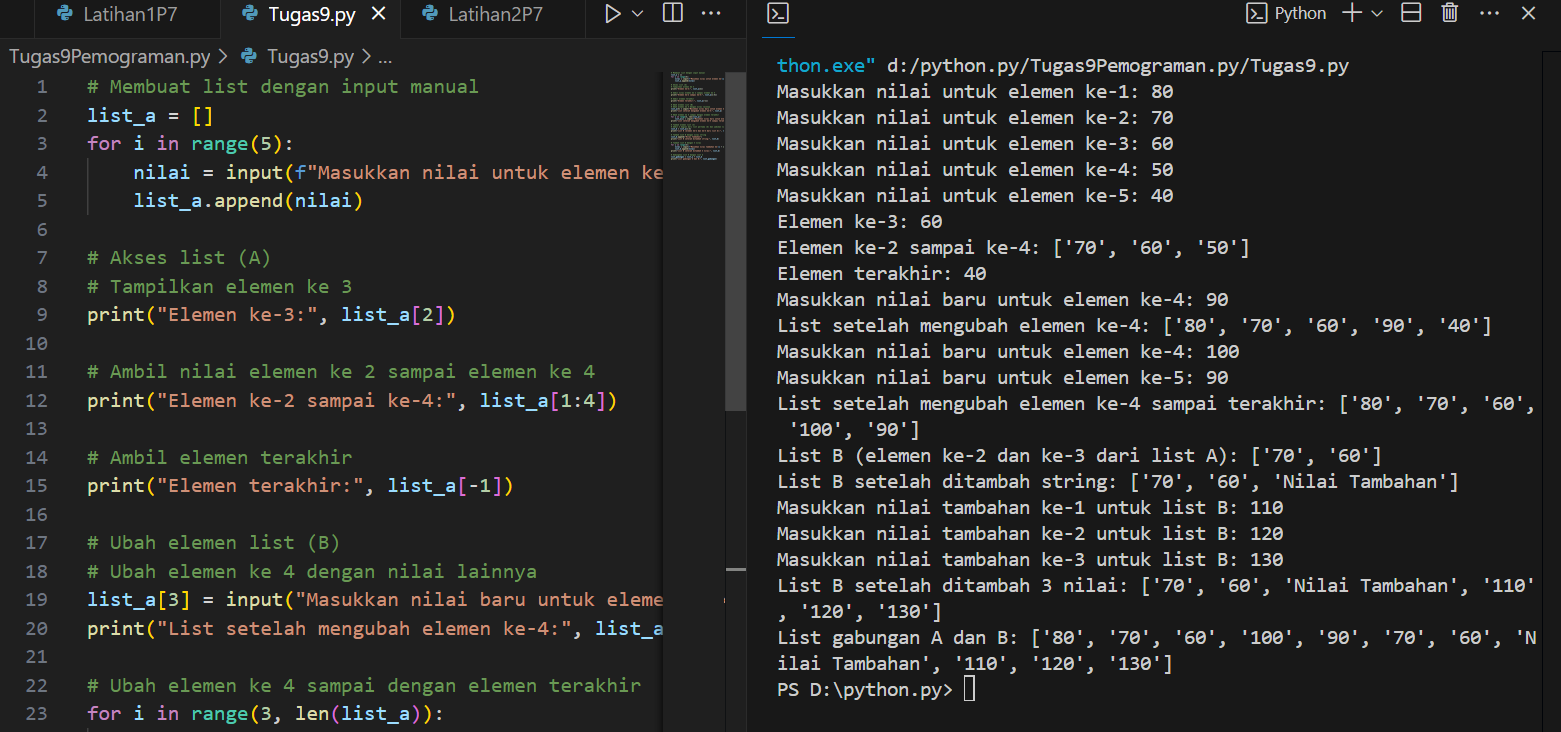 Latihan1P7
Tugas9.py
Latihan2P7
Tugas9Pemograman.py > Tugas9.py > ...
1 # Membuat list dengan input manual
2 list_a = []
3 for i in range(5):
4     nilai = input(f"Masukkan nilai untuk elemen ke
5     list_a.append(nilai)
6
7 # Akses list (A)
8 # Tampilkan elemen ke 3
9 print("Elemen ke-3:", list_a[2])
10
11 # Ambil nilai elemen ke 2 sampai elemen ke 4
12 print("Elemen ke-2 sampai ke-4:", list_a[1:4])
13
14 # Ambil elemen terakhir
15 print("Elemen terakhir:", list_a[-1])
16
17 # Ubah elemen list (B)
18 # Ubah elemen ke 4 dengan nilai lainnya
19 list_a[3] = input("Masukkan nilai baru untuk eleme
20 print("List setelah mengubah elemen ke-4:", list_a
21
22 # Ubah elemen ke 4 sampai dengan elemen terakhir
23 for i in range(3, len(list_a)):
Python
thon.exe" d:/python.py/Tugas9Pemograman.py/Tugas9.py
Masukkan nilai untuk elemen ke-1: 80
Masukkan nilai untuk elemen ke-2: 70
Masukkan nilai untuk elemen ke-3: 60
Masukkan nilai untuk elemen ke-4: 50
Masukkan nilai untuk elemen ke-5: 40
Elemen ke-3: 60
Elemen ke-2 sampai ke-4: ['70', '60', '50']
Elemen terakhir: 40
Masukkan nilai baru untuk elemen ke-4: 90
List setelah mengubah elemen ke-4: ['80', '70', '60', '90', '40']
Masukkan nilai baru untuk elemen ke-4: 100
Masukkan nilai baru untuk elemen ke-5: 90
List setelah mengubah elemen ke-4 sampai terakhir: ['80', '70', '60',
 '100', '90']
List B (elemen ke-2 dan ke-3 dari list A): ['70', '60']
List B setelah ditambah string: ['70', '60', 'Nilai Tambahan']
Masukkan nilai tambahan ke-1 untuk list B: 110
Masukkan nilai tambahan ke-2 untuk list B: 120
Masukkan nilai tambahan ke-3 untuk list B: 130
List B setelah ditambah 3 nilai: ['70', '60', 'Nilai Tambahan', '110'
, '120', '130']
List gabungan A dan B: ['80', '70', '60', '100', '90', '70', '60', 'N
ilai Tambahan', '110', '120', '130']
PS D:\python.py>